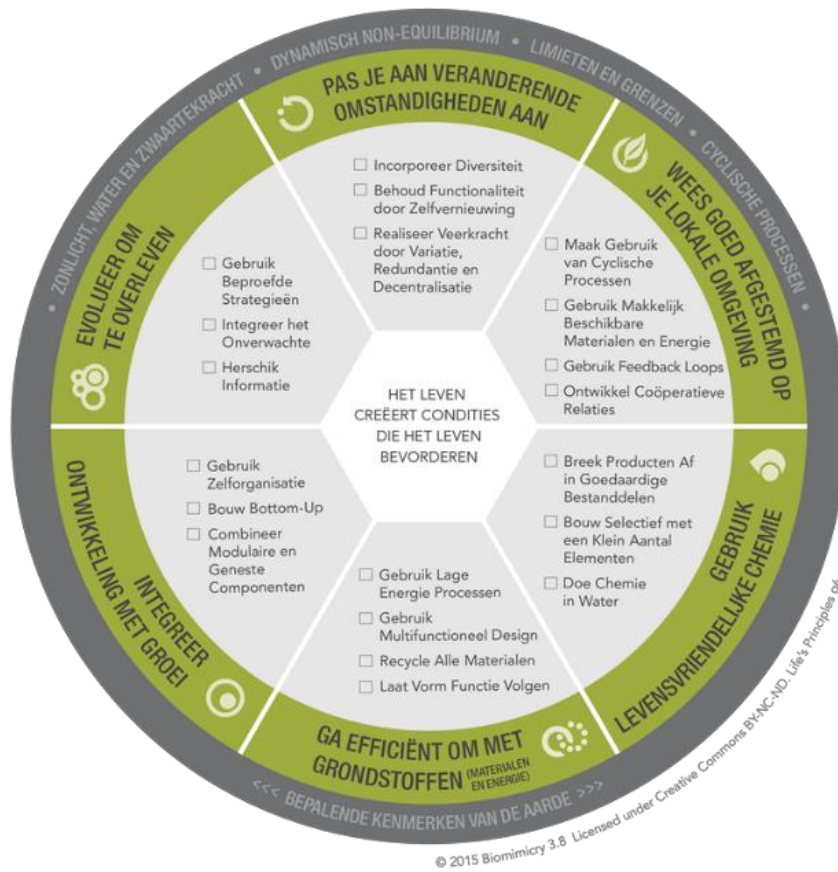 • ZONLICHT, WATER EN ZWAARTEKRACHT • DYNAMISCH NON-EQUILIBRIUM • LIMIETEN EN GRENZEN • CYCLISCHE PROCESSEN •
PAS JE AAN VERANDERENDE
OMSTANDIGHEDEN AAN
Incorporeer Diversiteit
Behoud Functionaliteit
door Zelfvernieuwing
Realiseer Veerkracht
door Variatie,
Redundantie en
Decentralisatie
WEES GOED AFGESTEMD OP
JE LOKALE OMGEVING
Maak Gebruik
van Cyclische
Processen
Gebruik Makkelijk
Beschikbare
Materialen en Energie
Gebruik Feedback Loops
Ontwikkel Coöperatieve
Relaties
GEBRUIK
LEVENSVRIENDELIJKE CHEMIE
Breek Producten Af
in Goedaardige
Bestanddelen
Bouw Selectief met
een Klein Aantal
Elementen
Doe Chemie
in Water
GA EFFICIËNT OM MET
GRONDSTOFFEN (MATERIALEN
EN ENERGIE)
Gebruik Lage
Energie Processen
Gebruik
Multifunctioneel Design
Recycle Alle Materialen
Laat Vorm Functie Volgen
INTEGREER
ONTWIKKELING MET GROEI
Gebruik
Zelforganisatie
Bouw Bottom-Up
Combineer
Modulaire en
Geneste
Componenten
EVOLUEER OM
TE OVERLEVEN
Gebruik
Beproefde
Strategieën
Integreer het
Onverwachte
Herschik
Informatie
HET LEVEN
CREËERT CONDITIES
DIE HET LEVEN
BEVORDEREN
<<< BEPALENDE KENMERKEN VAN DE AARDE >>>
© 2015 Biomimicry 3.8 Licensed under Creative Commons BY-NC-ND. Life's Principles